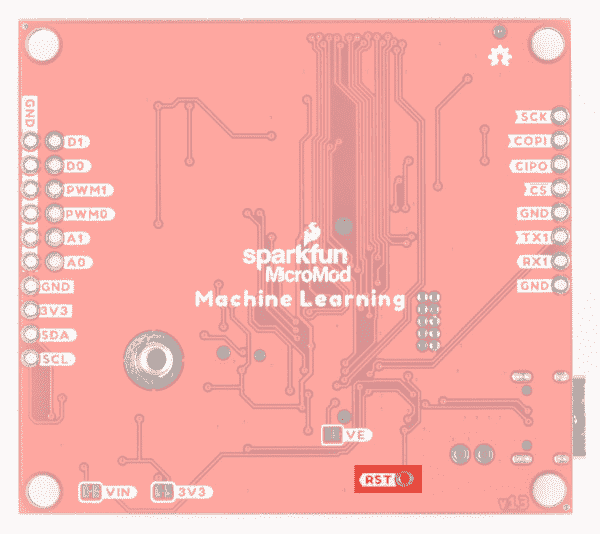 GND
D1
D0
PWM1
PWM0
A1
A0
GND
3V3
SDA
SCL
SCK
COPI
CIPO
CS
GND
TX1
RX1
GND
sparkfun
MicroMod
Machine Learning
VE
RST
VIN
3V3
v13